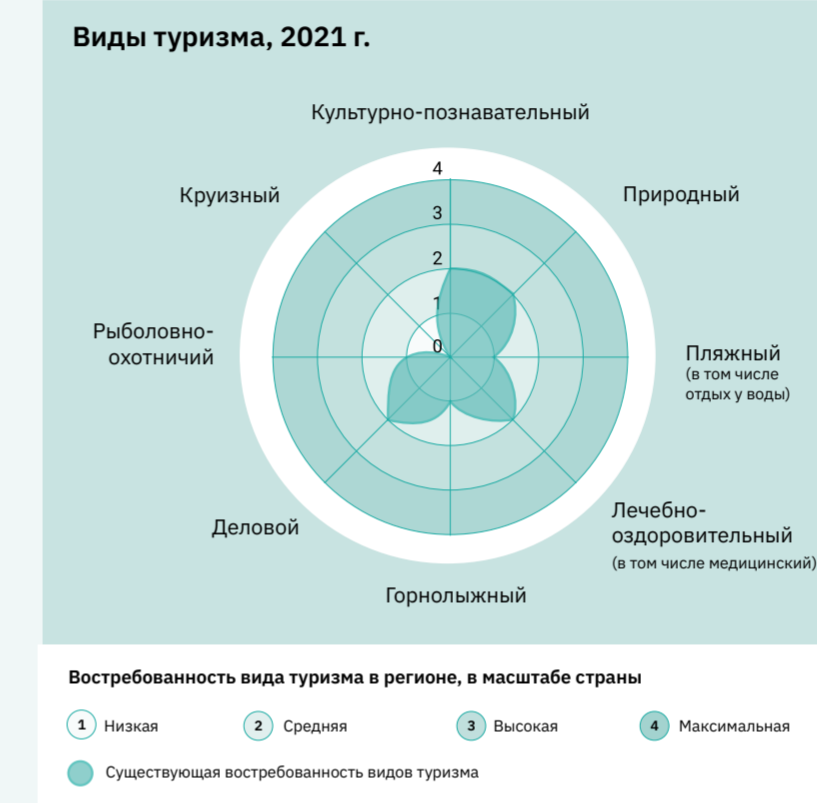 Виды туризма, 2021 г.
Культурно-познавательный
4
Круизный
Природный
3
2
1
Рыболовно-
охотничий
0
Пляжный
(в том числе
отдых у воды)
Лечебно-
оздоровительный
(в том числе медицинский)
Деловой
Горнолыжный
Востребованность вида туризма в регионе, в масштабе страны
1 Низкая 2 Средняя 3 Высокая 4 Максимальная
Существующая востребованность видов туризма